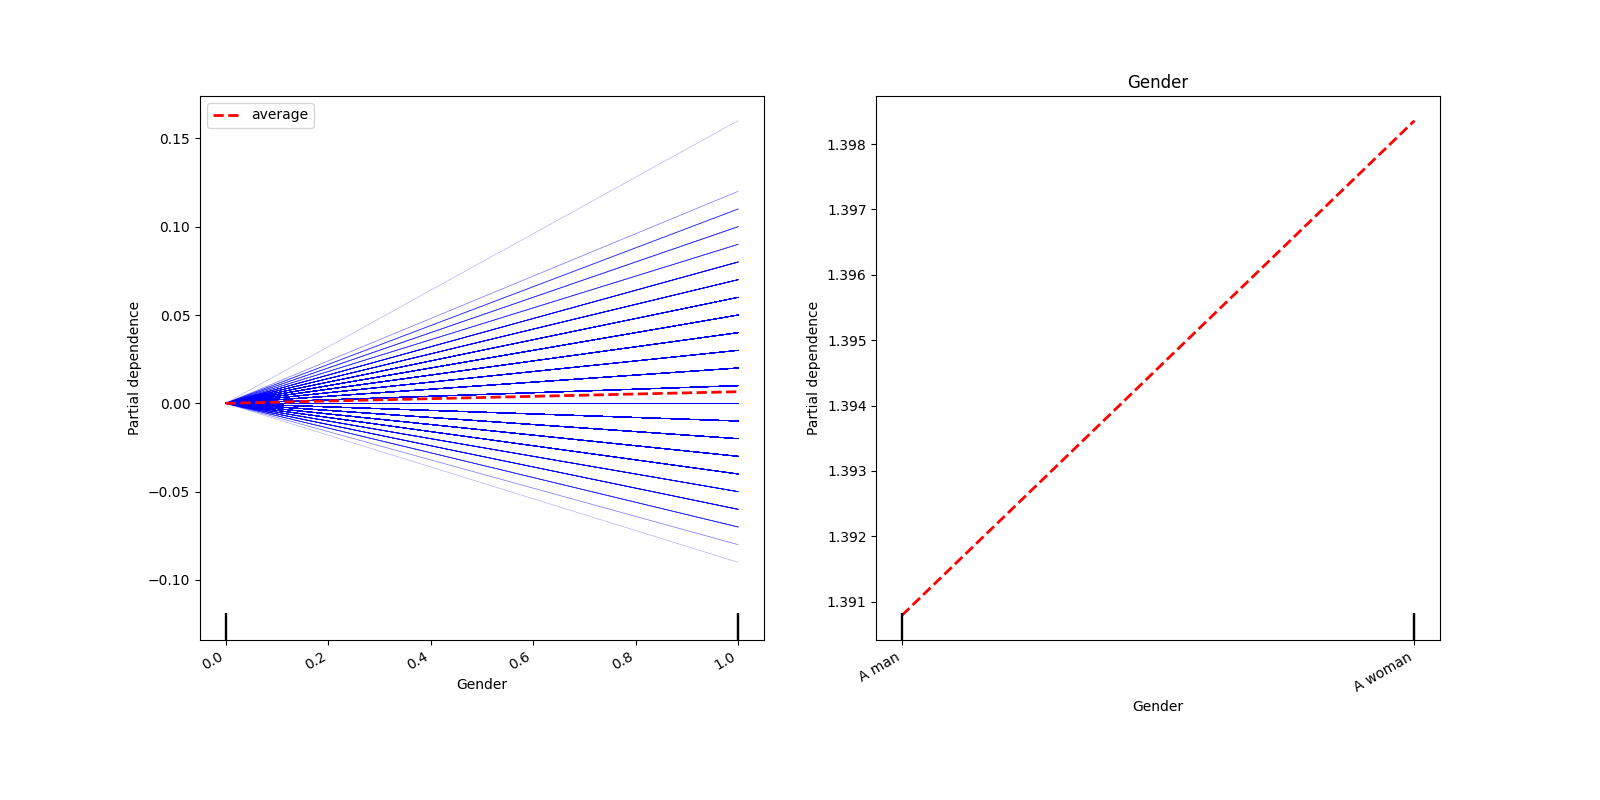 average
0.15
0.10
0.05
0.00
−0.05
−0.10
Partial dependence
0.0
0.2
0.4
0.6
0.8
1.0
Gender
Gender
1.398
1.397
1.396
1.395
1.394
1.393
1.392
1.391
Partial dependence
A man
A woman
Gender